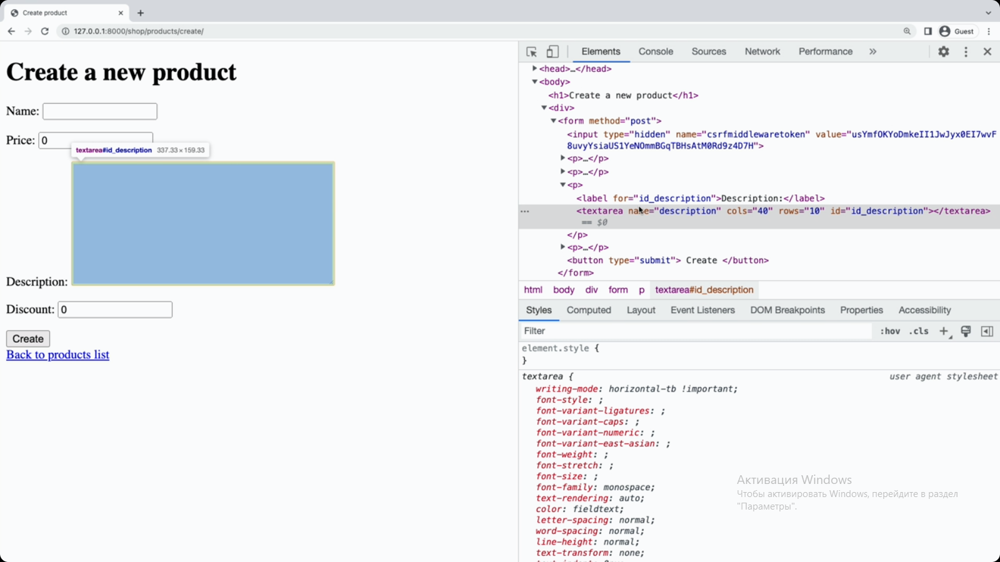 Create product
127.0.0.1:8000/shop/products/create/
Guest
Create a new product
Name:
Price: 0
textarea#id_description 337.33 × 159.33
Description:
Discount: 0
Create
Back to products list
Elements Console Sources Network Performance »
<head>…</head>
<body>
<h1>Create a new product</h1>
<div>
<form method="post">
<input type="hidden" name="csrfmiddlewaretoken" value="usYmfOKYoDmkeII1JwJyx0EI7wvF
8uvyYsiaUS1YeNOmmBGqTBHsAtM0Rd9z4D7H">
<p>…</p>
<p>…</p>
<p>
<label for="id_description">Description:</label>
<textarea name="description" cols="40" rows="10" id="id_description"></textarea>
== $0
</p>
<p>…</p>
<button type="submit"> Create </button>
</form>
html body div form p textarea#id_description
Styles Computed Layout Event Listeners DOM Breakpoints Properties Accessibility
Filter :hov .cls
element.style {
}
textarea { user agent stylesheet
writing-mode: horizontal-tb !important;
font-style: ;
font-variant-ligatures: ;
font-variant-caps: ;
font-variant-numeric: ;
font-variant-east-asian: ;
font-weight: ;
font-stretch: ;
font-size: ;
font-family: monospace;
text-rendering: auto;
color: fieldtext;
letter-spacing: normal;
word-spacing: normal;
line-height: normal;
text-transform: none;
Активация Windows
Чтобы активировать Windows, перейдите в раздел
"Параметры".